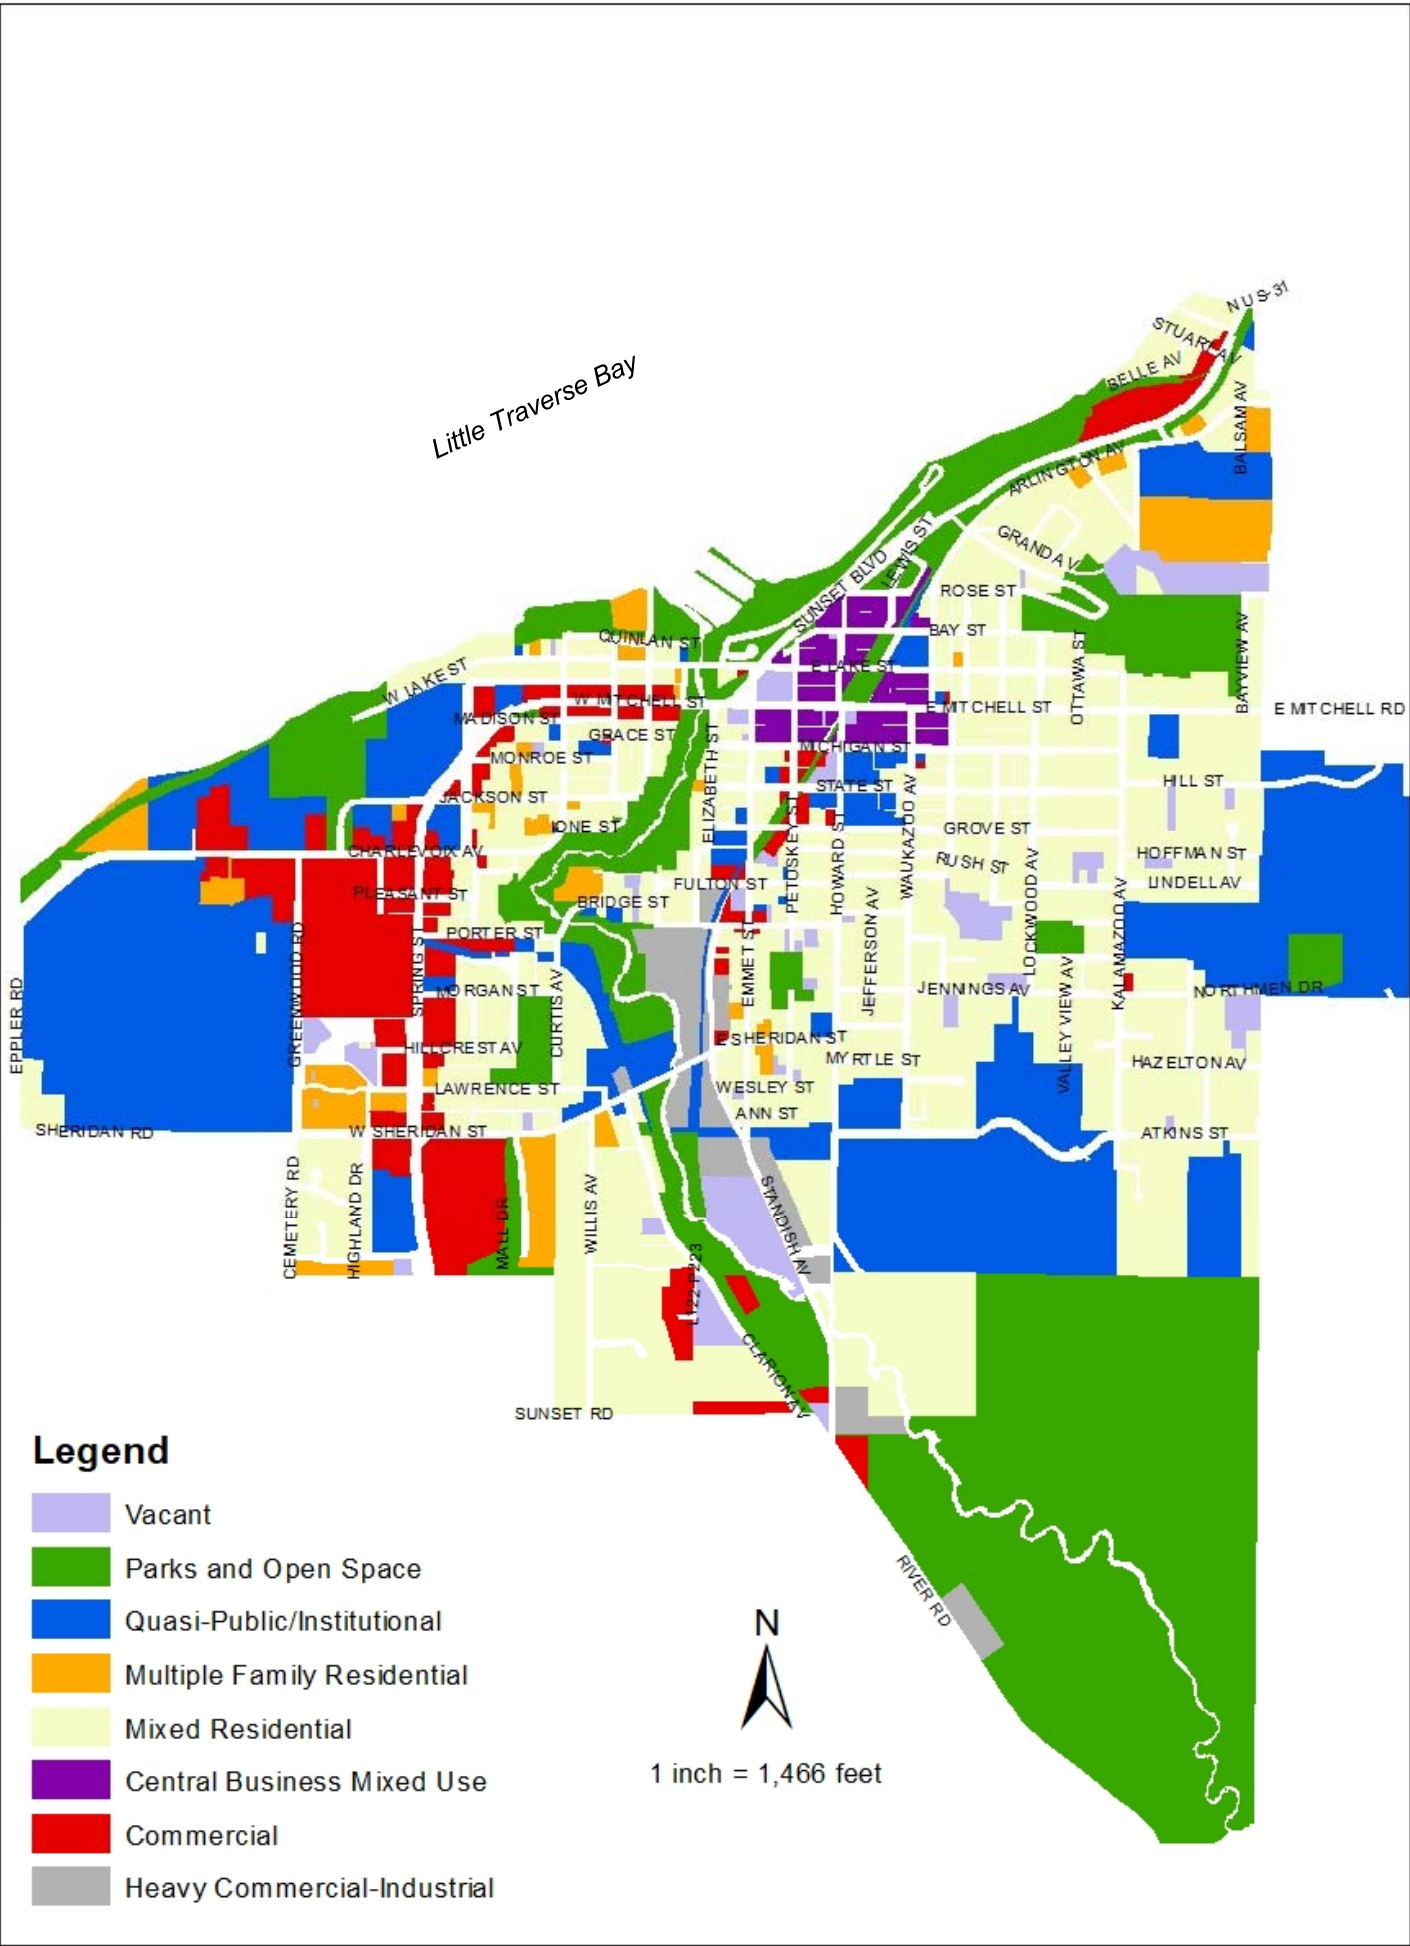 N US-31
STUART AV
BELLE AV
Little Traverse Bay
BALSAM AV
ARLINGTON AV
GRAND AV
LEWIS ST
SUNSET BLVD
ROSE ST
BAY ST
QUINLAN ST
OTTAWA ST
BAYVIEW AV
E LAKE ST
W LAKE ST
W MITCHELL ST
E MITCHELL ST
E MITCHELL RD
MADISON ST
GRACE ST
ELIZABETH ST
MICHIGAN ST
MONROE ST
STATE ST
HILL ST
JACKSON ST
PETOSKEY ST
HOWARD ST
WAUKAZOO AV
IONE ST
GROVE ST
CHARLEVOIX AV
RUSH ST
HOFFMAN ST
PLEASANT ST
FULTON ST
LINDELL AV
BRIDGE ST
JEFFERSON AV
LOCKWOOD AV
KALAMAZOO AV
GREENWOOD RD
SPRING ST
PORTER ST
EMMET ST
EPPLER RD
MORGAN ST
CURTIS AV
JENNINGS AV
NORTHMEN DR
VALLEY VIEW AV
HILLCREST AV
E SHERIDAN ST
MYRTLE ST
HAZELTON AV
LAWRENCE ST
WESLEY ST
ANN ST
SHERIDAN RD
W SHERIDAN ST
ATKINS ST
CEMETERY RD
HIGHLAND DR
MALL DR
WILLIS AV
STANDISH AV
L122 P223
CLARION AV
SUNSET RD
RIVER RD
Legend
Vacant
Parks and Open Space
Quasi-Public/Institutional
Multiple Family Residential
Mixed Residential
Central Business Mixed Use
Commercial
Heavy Commercial-Industrial
N
1 inch = 1,466 feet